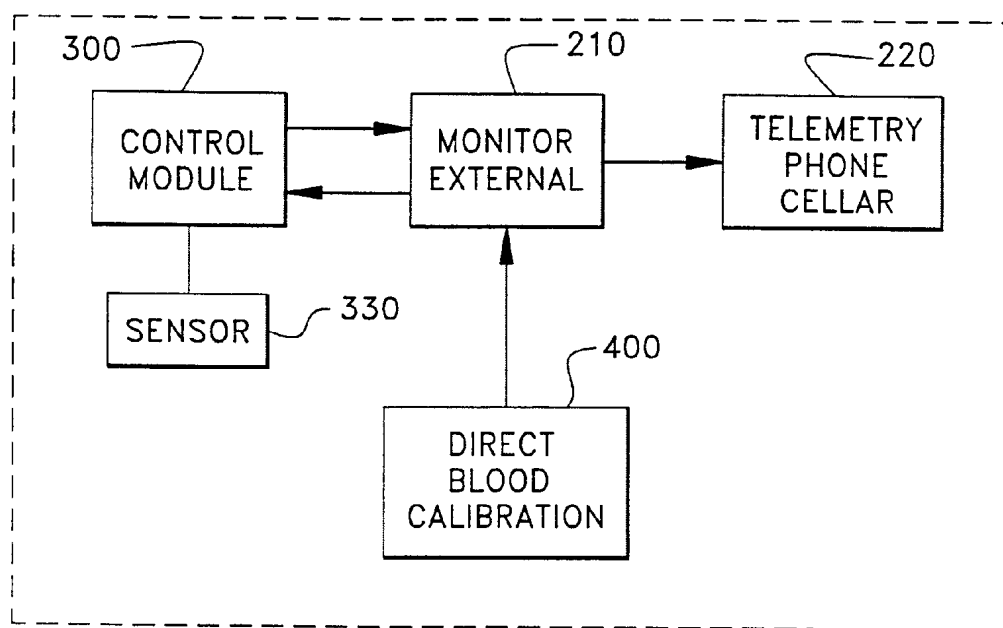 300
210
220
CONTROL
MODULE
MONITOR
EXTERNAL
TELEMETRY
PHONE
CELLAR
SENSOR
330
400
DIRECT
BLOOD
CALIBRATION